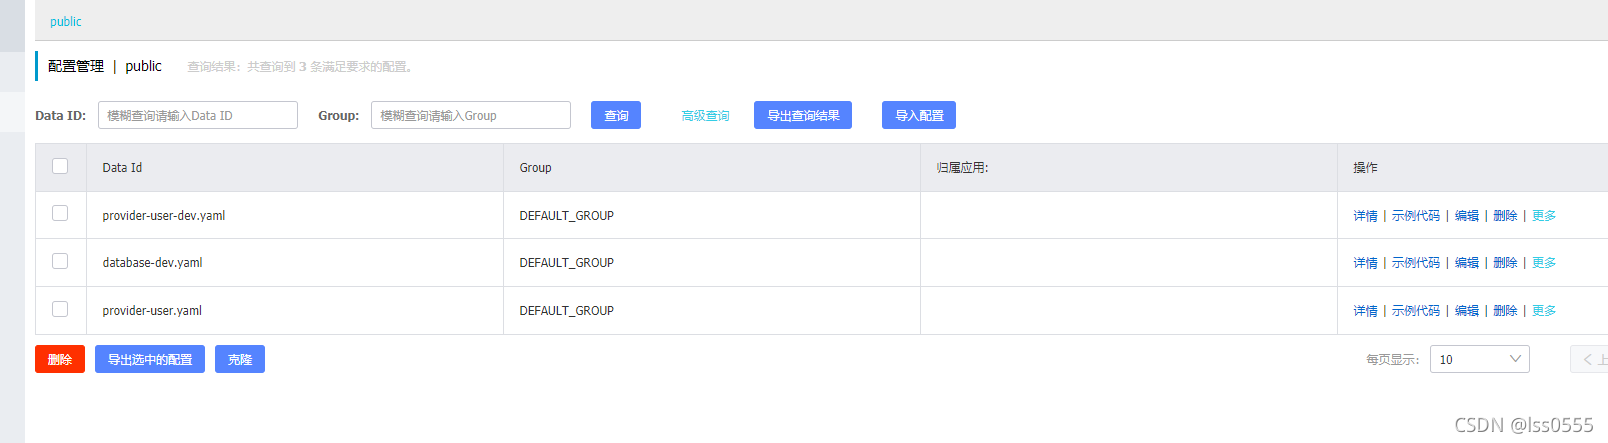 public
配置管理 | public 查询结果：共查询到 3 条满足要求的配置。
Data ID: 模糊查询请输入Data ID Group: 模糊查询请输入Group 查询 高级查询 导出查询结果 导入配置
Data Id Group 归属应用: 操作
provider-user-dev.yaml DEFAULT_GROUP 详情 | 示例代码 | 编辑 | 删除 | 更多
database-dev.yaml DEFAULT_GROUP 详情 | 示例代码 | 编辑 | 删除 | 更多
provider-user.yaml DEFAULT_GROUP 详情 | 示例代码 | 编辑 | 删除 | 更多
删除 导出选中的配置 克隆 每页显示: 10 < 上
CSDN @lss0555